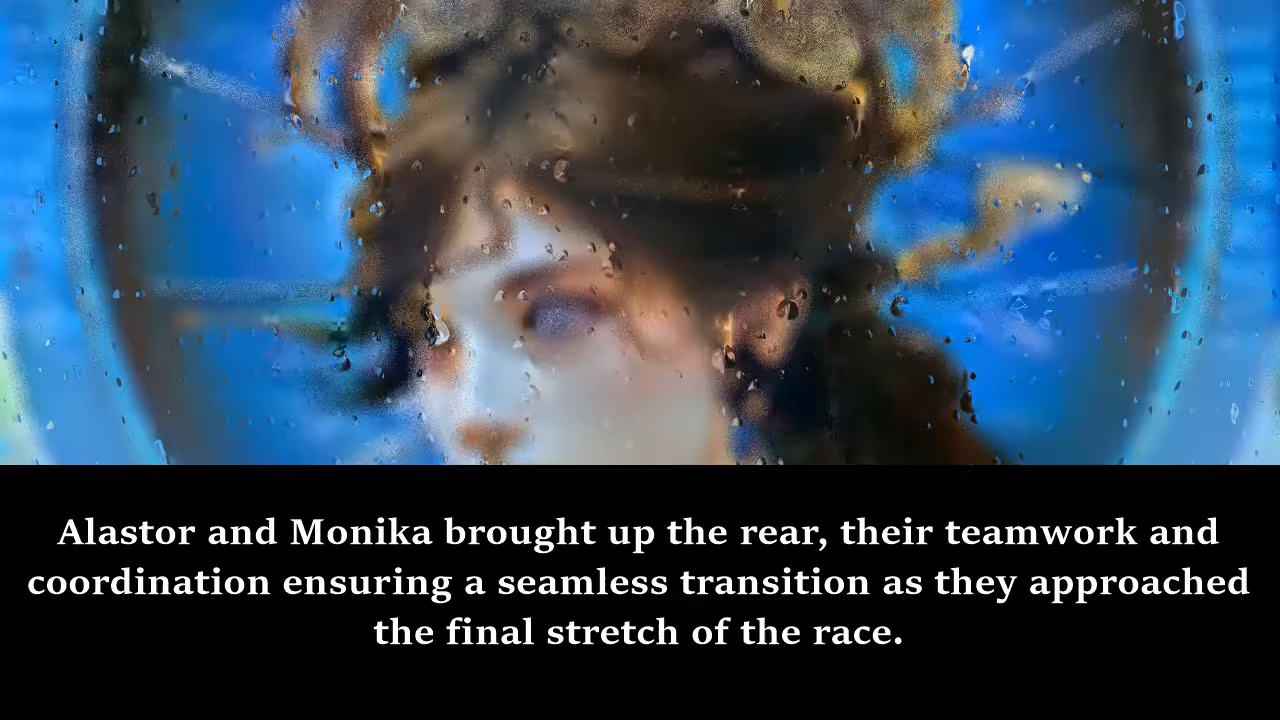 Alastor and Monika brought up the rear, their teamwork and
coordination ensuring a seamless transition as they approached
the final stretch of the race.